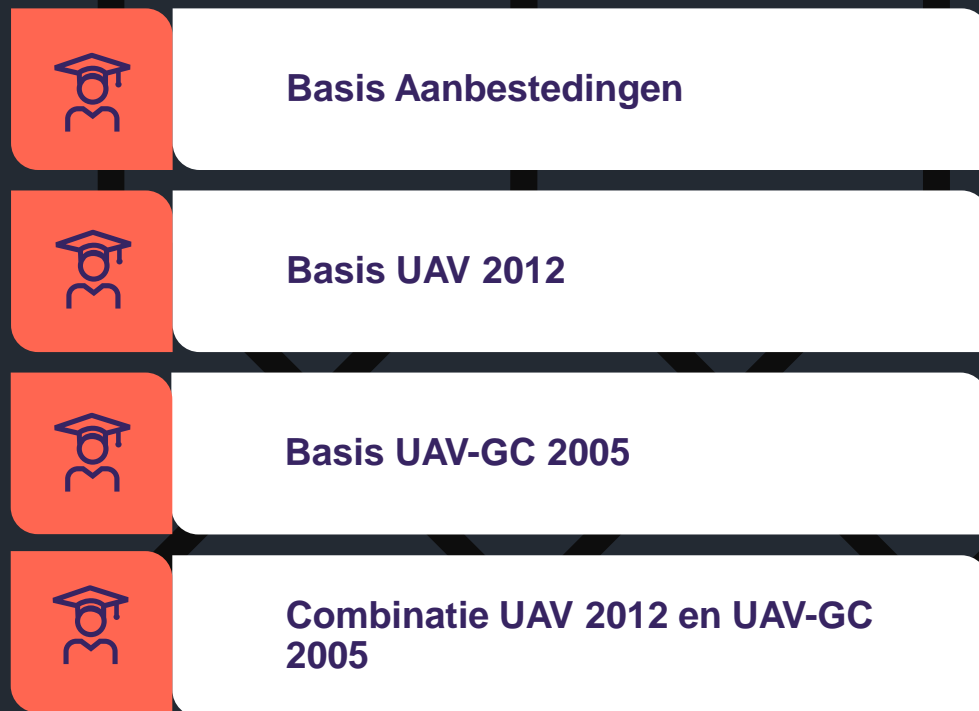 Basis Aanbestedingen
Basis UAV 2012
Basis UAV-GC 2005
Combinatie UAV 2012 en UAV-GC
2005